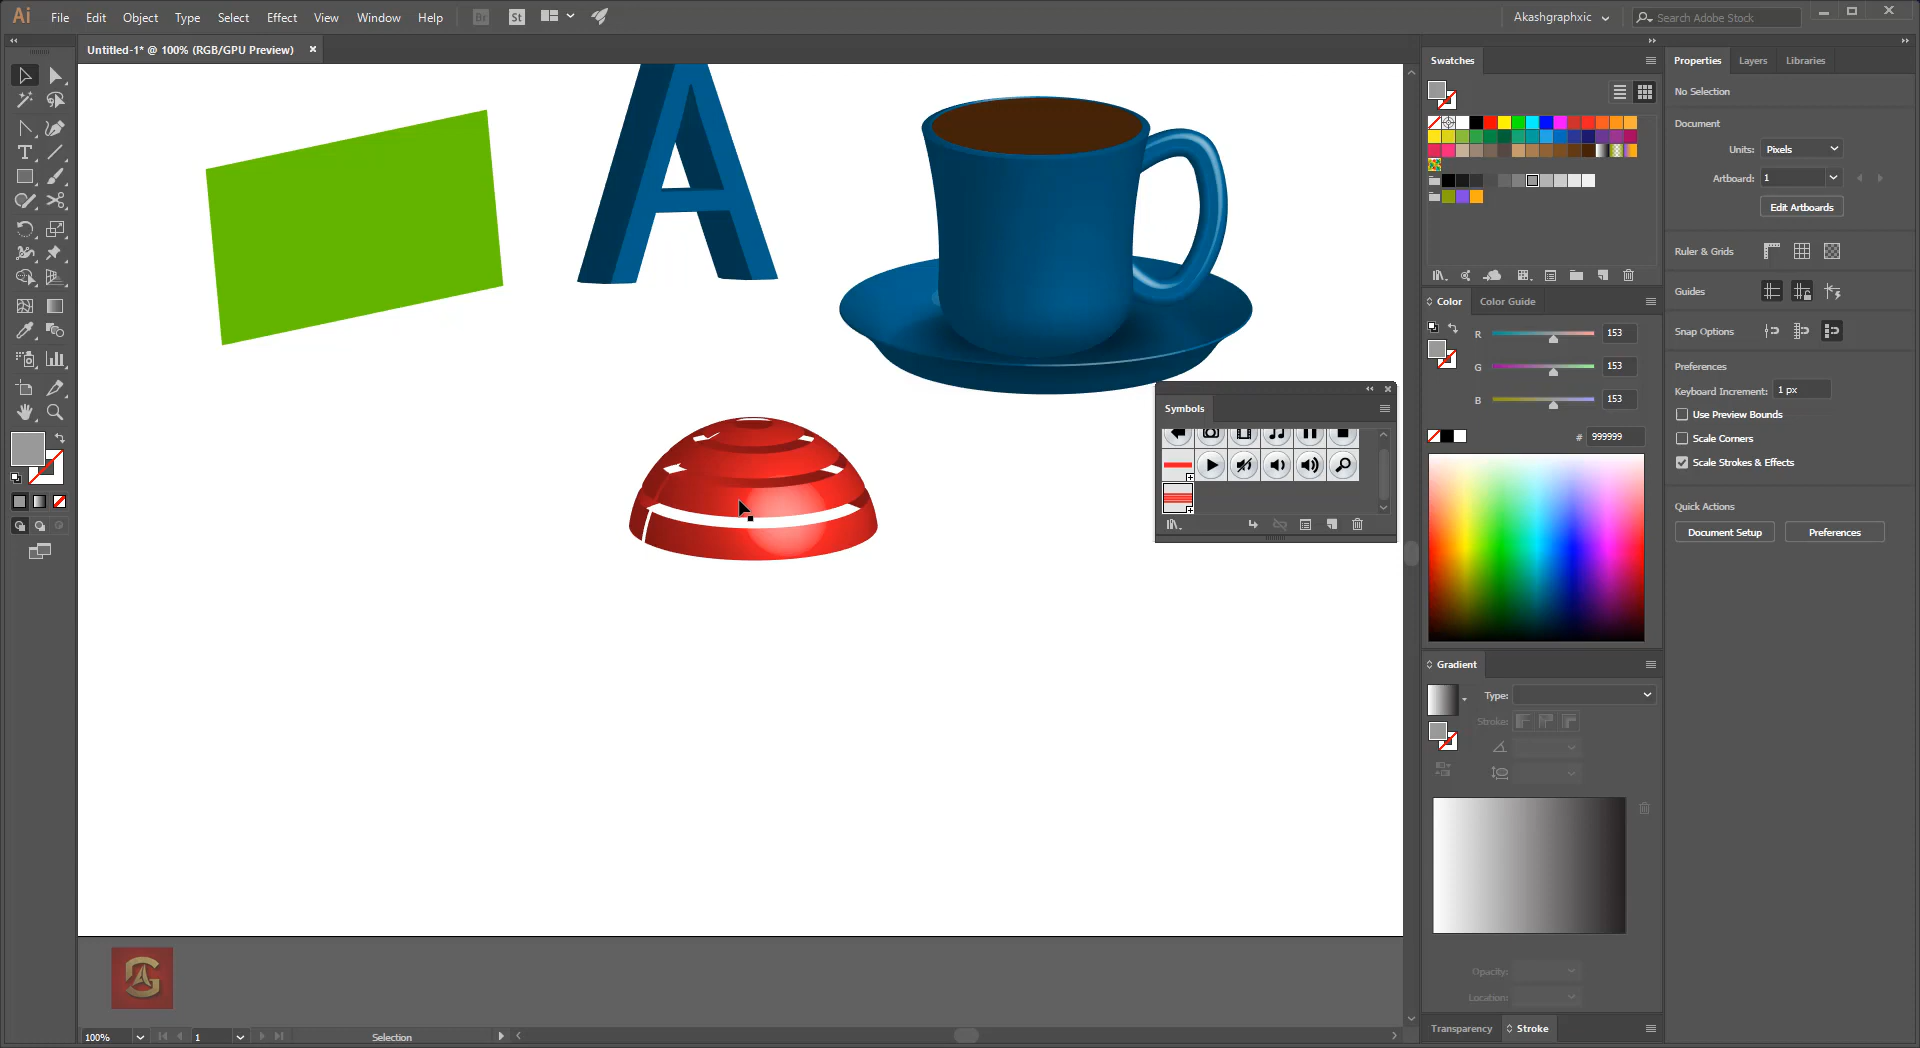 Ai File Edit Object Type Select Effect View Window Help Br St Akashgraphxic Search Adobe Stock
Untitled-1* @ 100% (RGB/GPU Preview)
Swatches
Properties Layers Libraries
No Selection
Document
Units: Pixels
Artboard: 1
Edit Artboards
Ruler & Grids
Guides
Color Color Guide
Snap Options
R 153
G 153
B 153
Preferences
Keyboard Increment: 1 px
Use Preview Bounds
Scale Corners
Scale Strokes & Effects
# 999999
Quick Actions
Document Setup Preferences
A
Symbols
Gradient
Type:
Stroke:
Opacity:
Location:
Transparency Stroke
100% 1 Selection